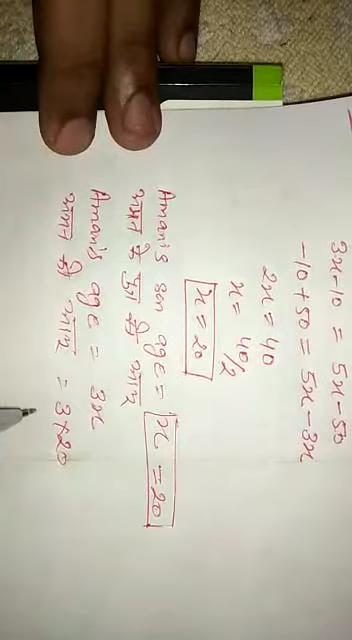 3x-10 = 5x-50
-10+50 = 5x-3x
2x = 40
x = 40/2
x = 20
Aman's son age = x = 20
अमन के पुत्र की आयु
Aman's age = 3x
अमन की आयु = 3×20